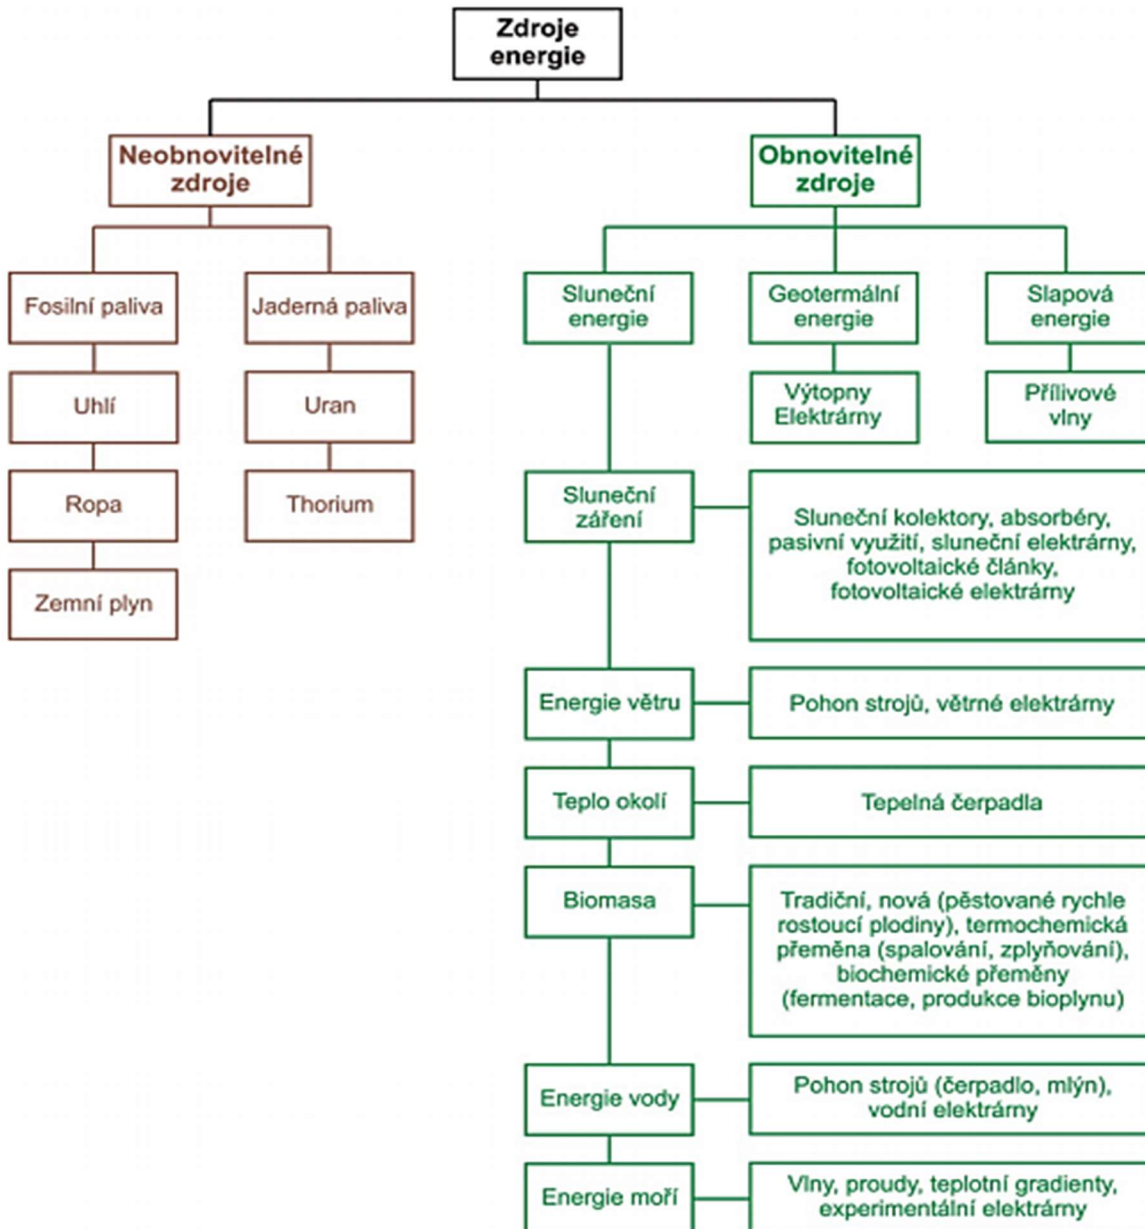 Zdroje
energie
Neobnovitelné
zdroje
Obnovitelné
zdroje
Fosilní paliva
Jaderná paliva
Sluneční
energie
Geotermální
energie
Slapová
energie
Uhlí
Uran
Výtopny
Elektrárny
Přílivové
vlny
Ropa
Thorium
Sluneční
záření
Sluneční kolektory, absorbéry,
pasivní využití, sluneční elektrárny,
fotovoltaické články,
fotovoltaické elektrárny
Zemní plyn
Energie větru
Pohon strojů, větrné elektrárny
Teplo okolí
Tepelná čerpadla
Biomasa
Tradiční, nová (pěstované rychle
rostoucí plodiny), termochemická
přeměna (spalování, zplyňování),
biochemické přeměny
(fermentace, produkce bioplynu)
Energie vody
Pohon strojů (čerpadlo, mlýn),
vodní elektrárny
Energie moří
Vlny, proudy, teplotní gradienty,
experimentální elektrárny